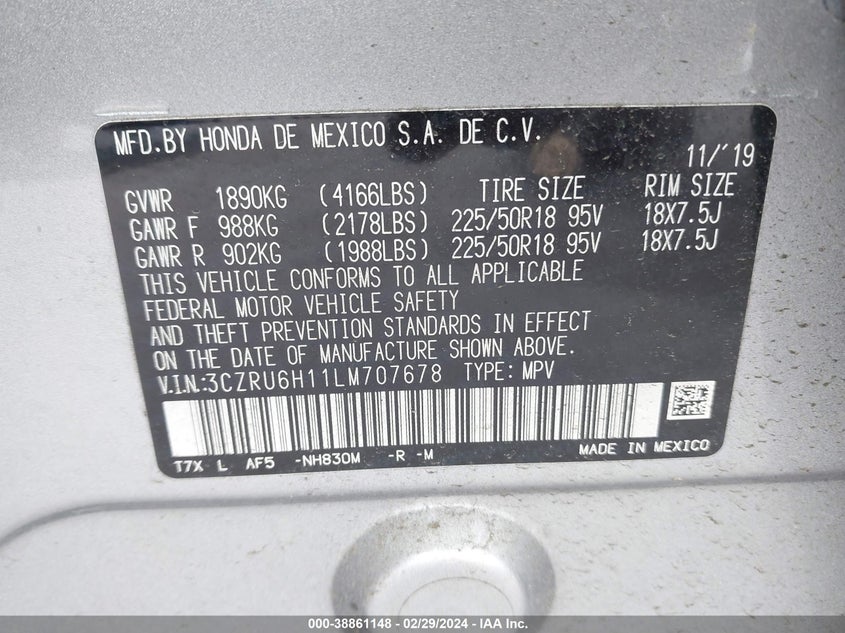 MFD.BY HONDA DE MEXICO S.A. DE C.V.
11/'19
GVWR 1890KG (4166LBS) TIRE SIZE RIM SIZE
GAWR F 988KG (2178LBS) 225/50R18 95V 18X7.5J
GAWR R 902KG (1988LBS) 225/50R18 95V 18X7.5J
THIS VEHICLE CONFORMS TO ALL APPLICABLE
FEDERAL MOTOR VEHICLE SAFETY
AND THEFT PREVENTION STANDARDS IN EFFECT
ON THE DATE OF MANUFACTURE SHOWN ABOVE.
V.I.N:3CZRU6H11LM707678 TYPE: MPV
T7X L AF5 -NH830M -R -M MADE IN MEXICO
000-38861148 - 02/29/2024 - IAA Inc.